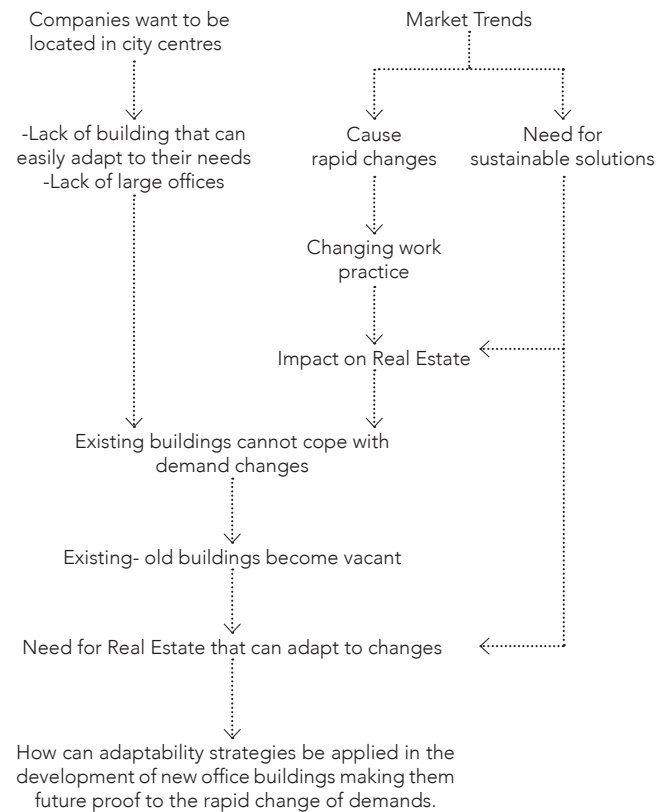 Companies want to be
located in city centres
Market Trends
-Lack of building that can
easily adapt to their needs
-Lack of large offices
Cause
rapid changes
Need for
sustainable solutions
Changing work
practice
Impact on Real Estate
Existing buildings cannot cope with
demand changes
Existing- old buildings become vacant
Need for Real Estate that can adapt to changes
How can adaptability strategies be applied in the
development of new office buildings making them
future proof to the rapid change of demands.